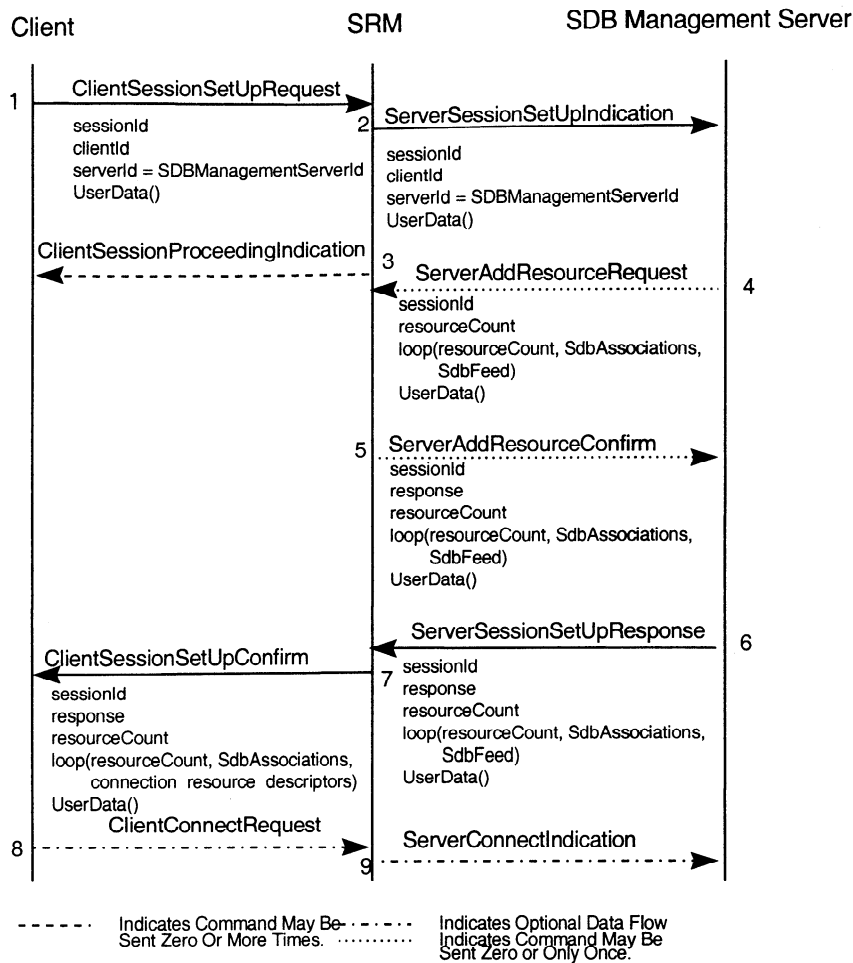 Client SRM SDB Management Server
1 ClientSessionSetUpRequest
sessionId
clientId
serverId = SDBManagementServerId
UserData()
2 ServerSessionSetUpIndication
sessionId
clientId
serverId = SDBManagementServerId
UserData()
ClientSessionProceedingIndication 3
ServerAddResourceRequest 4
sessionId
resourceCount
loop(resourceCount, SdbAssociations,
SdbFeed)
UserData()
5 ServerAddResourceConfirm
sessionId
response
resourceCount
loop(resourceCount, SdbAssociations,
SdbFeed)
UserData()
ServerSessionSetUpResponse 6
sessionId
response
resourceCount
loop(resourceCount, SdbAssociations,
SdbFeed)
UserData()
ClientSessionSetUpConfirm 7
sessionId
response
resourceCount
loop(resourceCount, SdbAssociations,
connection resource descriptors)
UserData()
8 ClientConnectRequest
9 ServerConnectIndication
Indicates Command May Be
Sent Zero Or More Times.
Indicates Optional Data Flow
Indicates Command May Be
Sent Zero or Only Once.